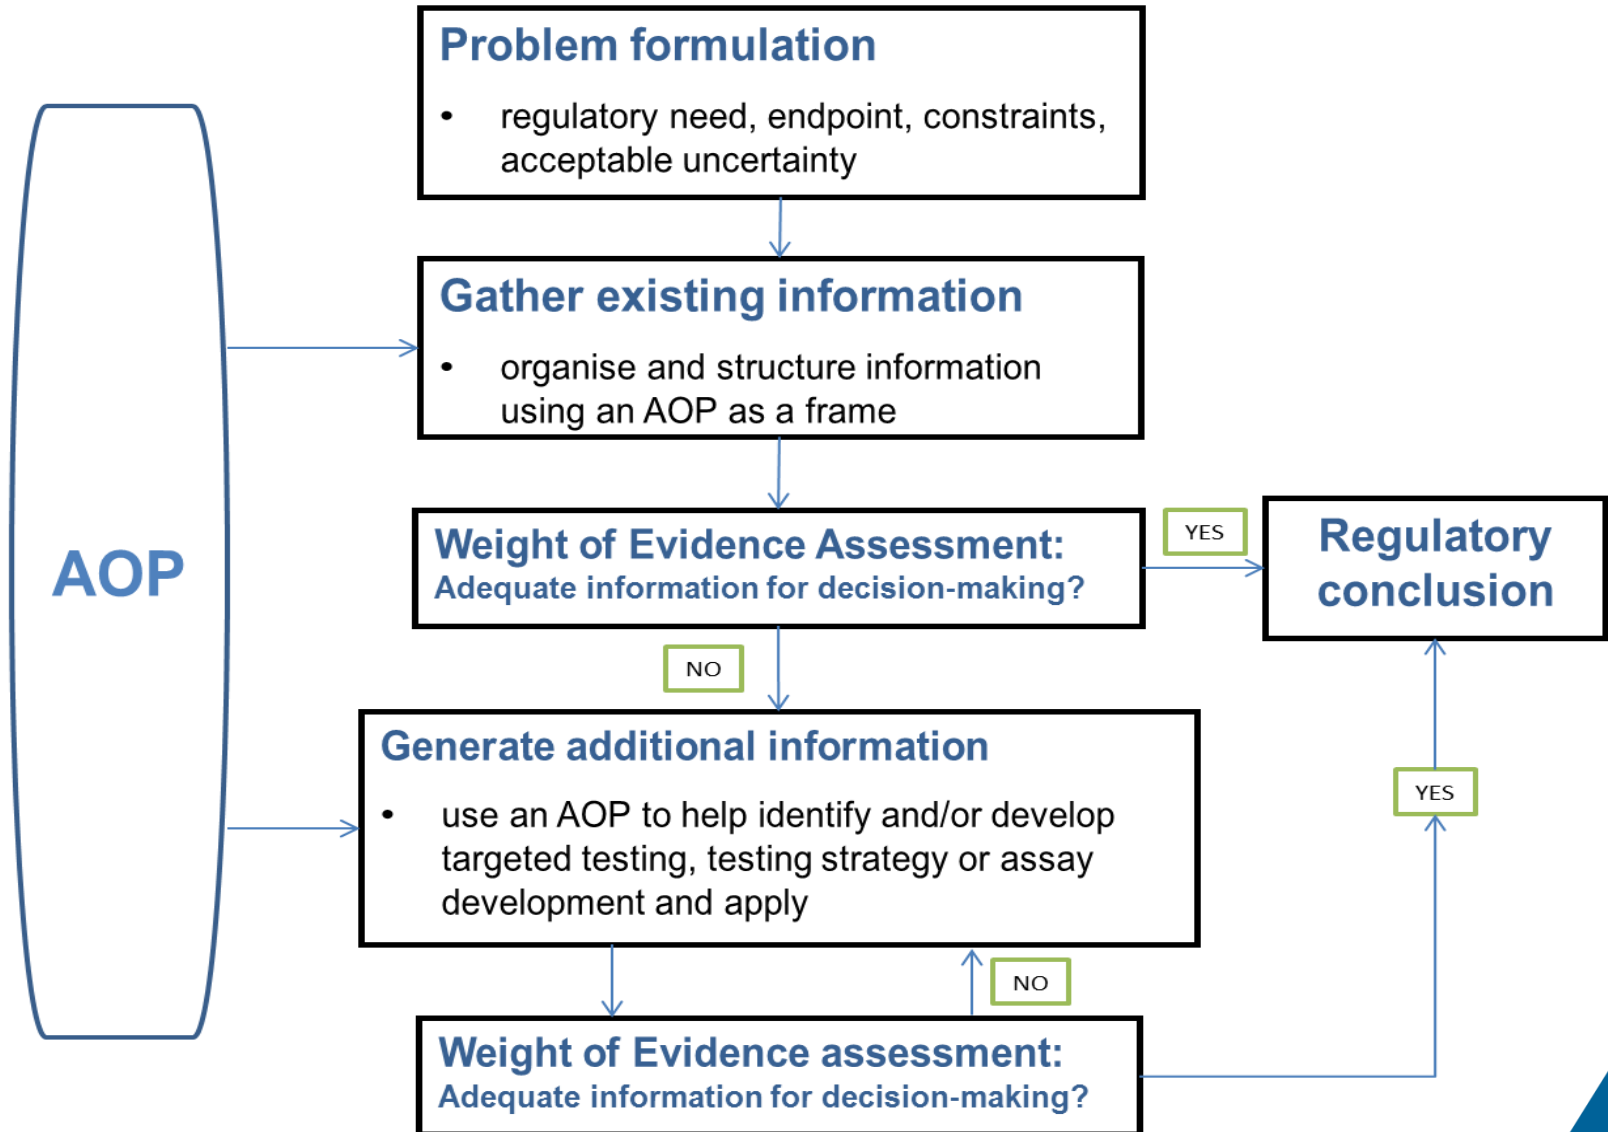 Problem formulation
• regulatory need, endpoint, constraints,
acceptable uncertainty
Gather existing information
• organise and structure information
using an AOP as a frame
AOP
Weight of Evidence Assessment:
Adequate information for decision-making?
YES
Regulatory
conclusion
NO
Generate additional information
• use an AOP to help identify and/or develop
targeted testing, testing strategy or assay
development and apply
YES
NO
Weight of Evidence assessment:
Adequate information for decision-making?